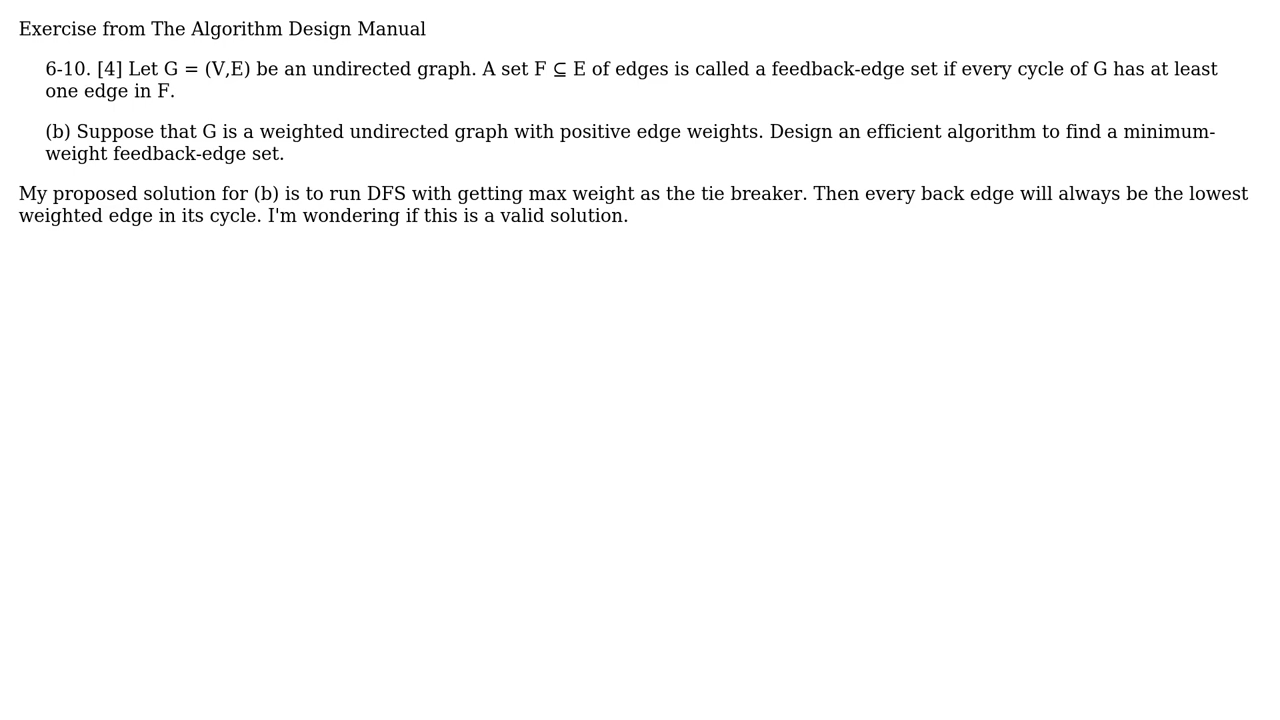 Exercise from The Algorithm Design Manual
6-10. [4] Let G = (V,E) be an undirected graph. A set F ⊆ E of edges is called a feedback-edge set if every cycle of G has at least
one edge in F.
(b) Suppose that G is a weighted undirected graph with positive edge weights. Design an efficient algorithm to find a minimum-
weight feedback-edge set.
My proposed solution for (b) is to run DFS with getting max weight as the tie breaker. Then every back edge will always be the lowest
weighted edge in its cycle. I'm wondering if this is a valid solution.